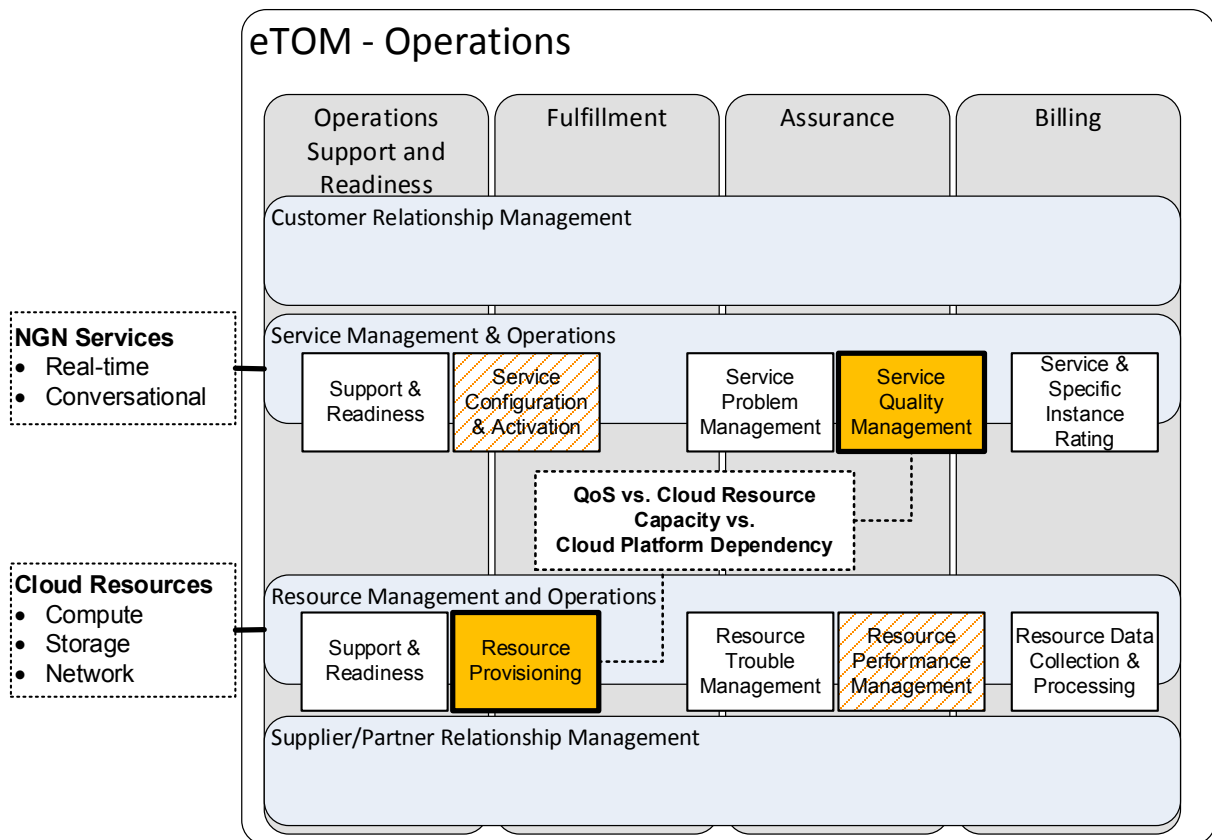 eTOM - Operations
Operations
Support and
Readiness
Fulfillment
Assurance
Billing
Customer Relationship Management
NGN Services
• Real-time
• Conversational
Service Management & Operations
Support &
Readiness
Service
Configuration
& Activation
Service
Problem
Management
Service
Quality
Management
Service &
Specific
Instance
Rating
QoS vs. Cloud Resource
Capacity vs.
Cloud Platform Dependency
Cloud Resources
• Compute
• Storage
• Network
Resource Management and Operations
Support &
Readiness
Resource
Provisioning
Resource
Trouble
Management
Resource
Performance
Management
Resource Data
Collection &
Processing
Supplier/Partner Relationship Management